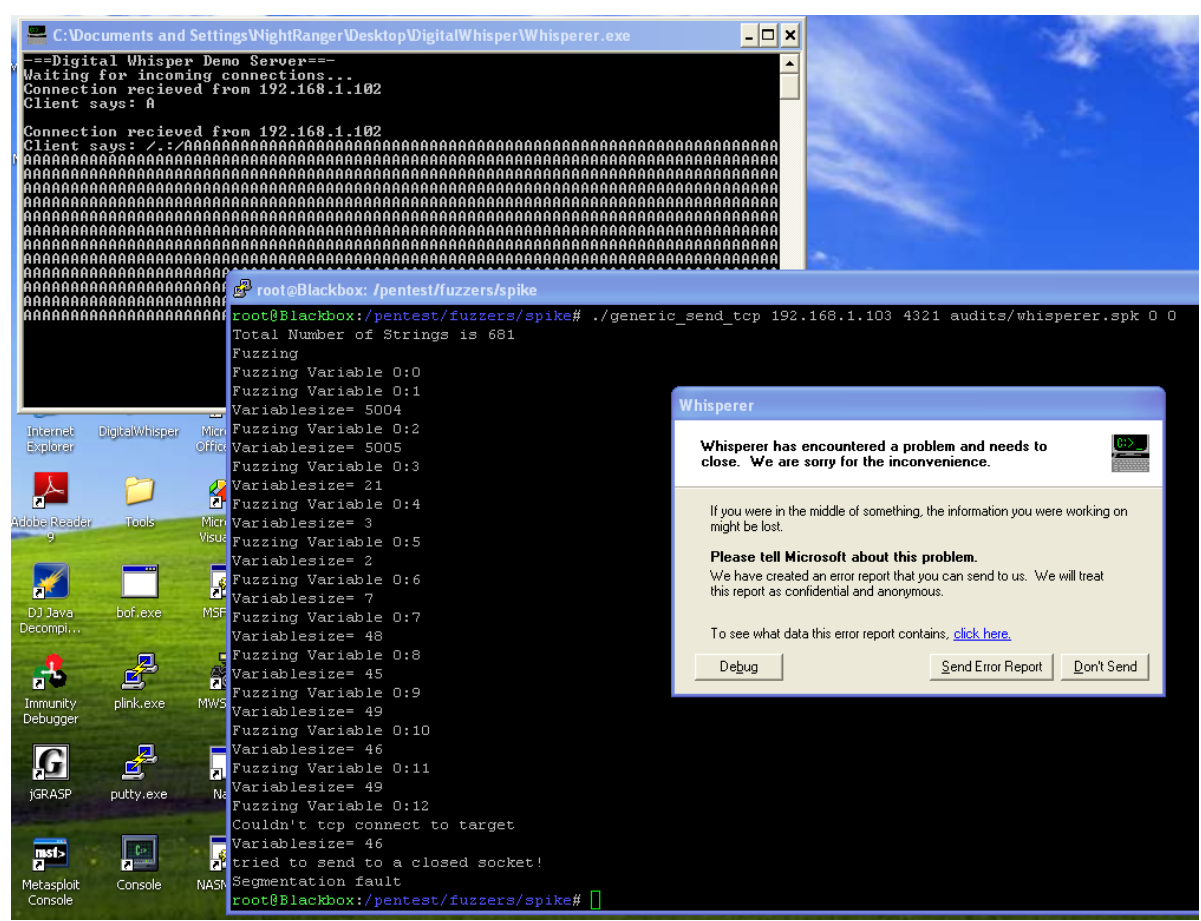 C:\Documents and Settings\NightRanger\Desktop\DigitalWhisper\Whisperer.exe
-==Digital Whisper Demo Server==-
Waiting for incoming connections...
Connection recieved from 192.168.1.102
Client says: A
Connection recieved from 192.168.1.102
root@Blackbox: /pentest/fuzzers/spike
root@Blackbox:/pentest/fuzzers/spike# ./generic_send_tcp 192.168.1.103 4321 audits/whisperer.spk 0 0
Total Number of Strings is 681
Fuzzing
Fuzzing Variable 0:0
Fuzzing Variable 0:1
Variablesize= 5004
Fuzzing Variable 0:2
Variablesize= 5005
Fuzzing Variable 0:3
Variablesize= 21
Fuzzing Variable 0:4
Variablesize= 3
Fuzzing Variable 0:5
Variablesize= 2
Fuzzing Variable 0:6
Variablesize= 7
Fuzzing Variable 0:7
Variablesize= 48
Fuzzing Variable 0:8
Variablesize= 45
Fuzzing Variable 0:9
Variablesize= 49
Fuzzing Variable 0:10
Variablesize= 46
Fuzzing Variable 0:11
Variablesize= 49
Fuzzing Variable 0:12
Couldn't tcp connect to target
Variablesize= 46
tried to send to a closed socket!
Segmentation fault
root@Blackbox:/pentest/fuzzers/spike#
Whisperer
Whisperer has encountered a problem and needs to
close. We are sorry for the inconvenience.
If you were in the middle of something, the information you were working on
might be lost.
Please tell Microsoft about this problem.
We have created an error report that you can send to us. We will treat
this report as confidential and anonymous.
To see what data this error report contains, click here.
Debug
Send Error Report
Don't Send
Internet
Explorer
DigitalWhisper
Adobe Reader
9
Tools
DJ Java
Decompi...
bof.exe
Immunity
Debugger
plink.exe
jGRASP
putty.exe
Metasploit
Console
Console